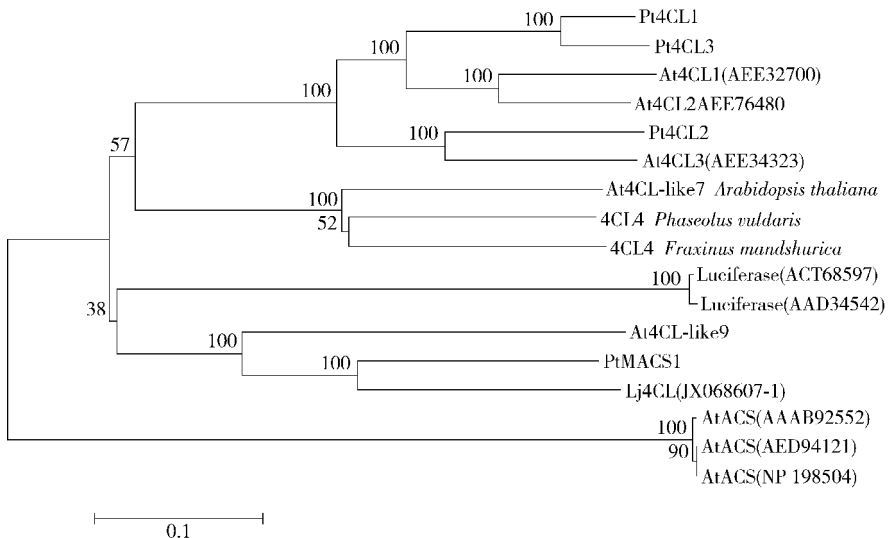 100 Pt4CL1
100
Pt4CL3
100 At4CL1(AEE32700)
100
At4CL2AEE76480
100 Pt4CL2
57
At4CL3(AEE34323)
At4CL-like7 Arabidopsis thaliana
100
52 4CL4 Phaseolus vuldaris
4CL4 Fraxinus mandshurica
100 Luciferase(ACT68597)
Luciferase(AAD34542)
38
At4CL-like9
100
100 PtMACS1
Lj4CL(JX068607-1)
AtACS(AAAB92552)
100
90 AtACS(AED94121)
AtACS(NP 198504)
0.1